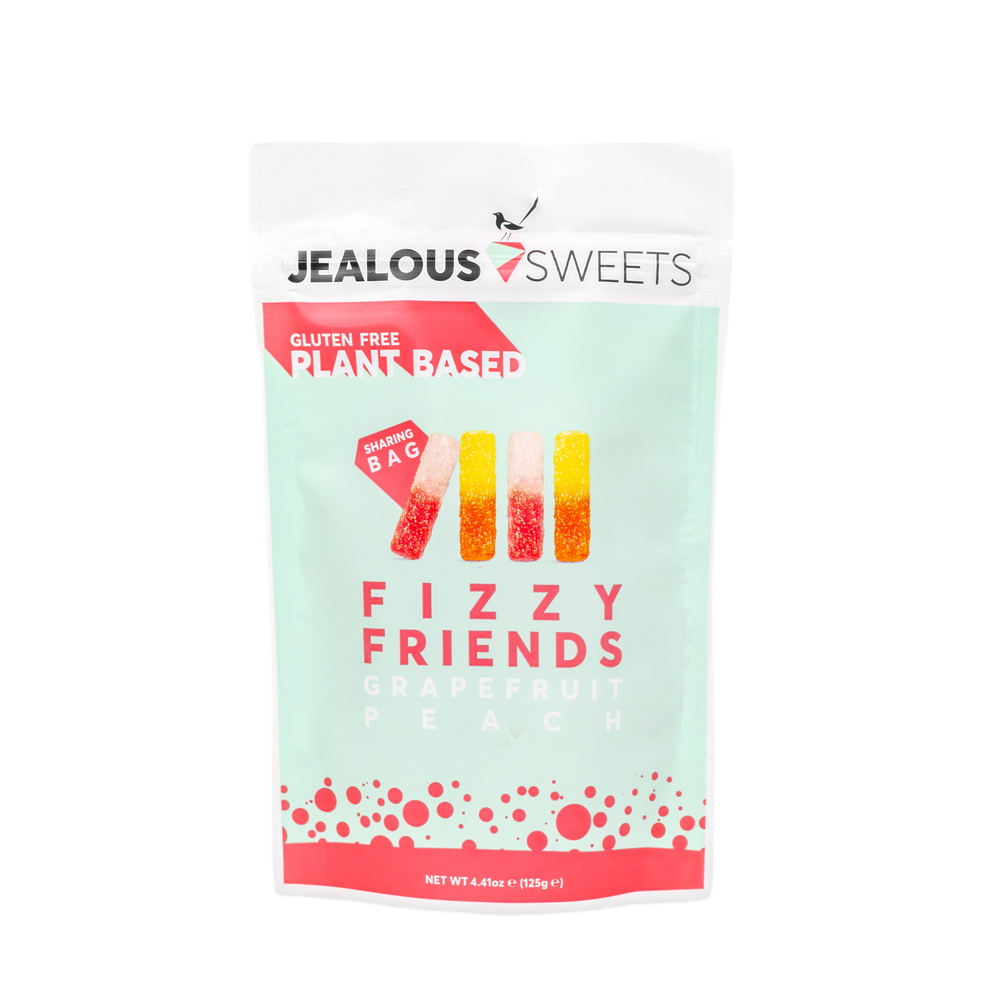 JEALOUS SWEETS
GLUTEN FREE
PLANT BASED
SHARING
BAG
FIZZY
FRIENDS
GRAPEFRUIT
PEACH
NET WT 4.41oz ℮ (125g ℮)